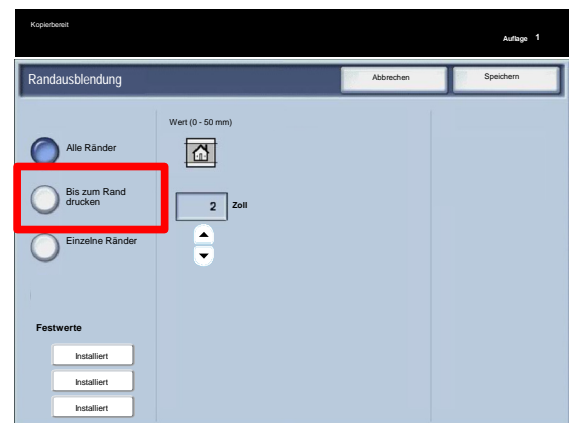 Kopierbereit
Auflage 1
Randausblendung
Abbrechen
Speichern
Wert (0 - 50 mm)
Alle Ränder
Bis zum Rand
drucken
2 Zoll
Einzelne Ränder
Festwerte
Installiert
Installiert
Installiert